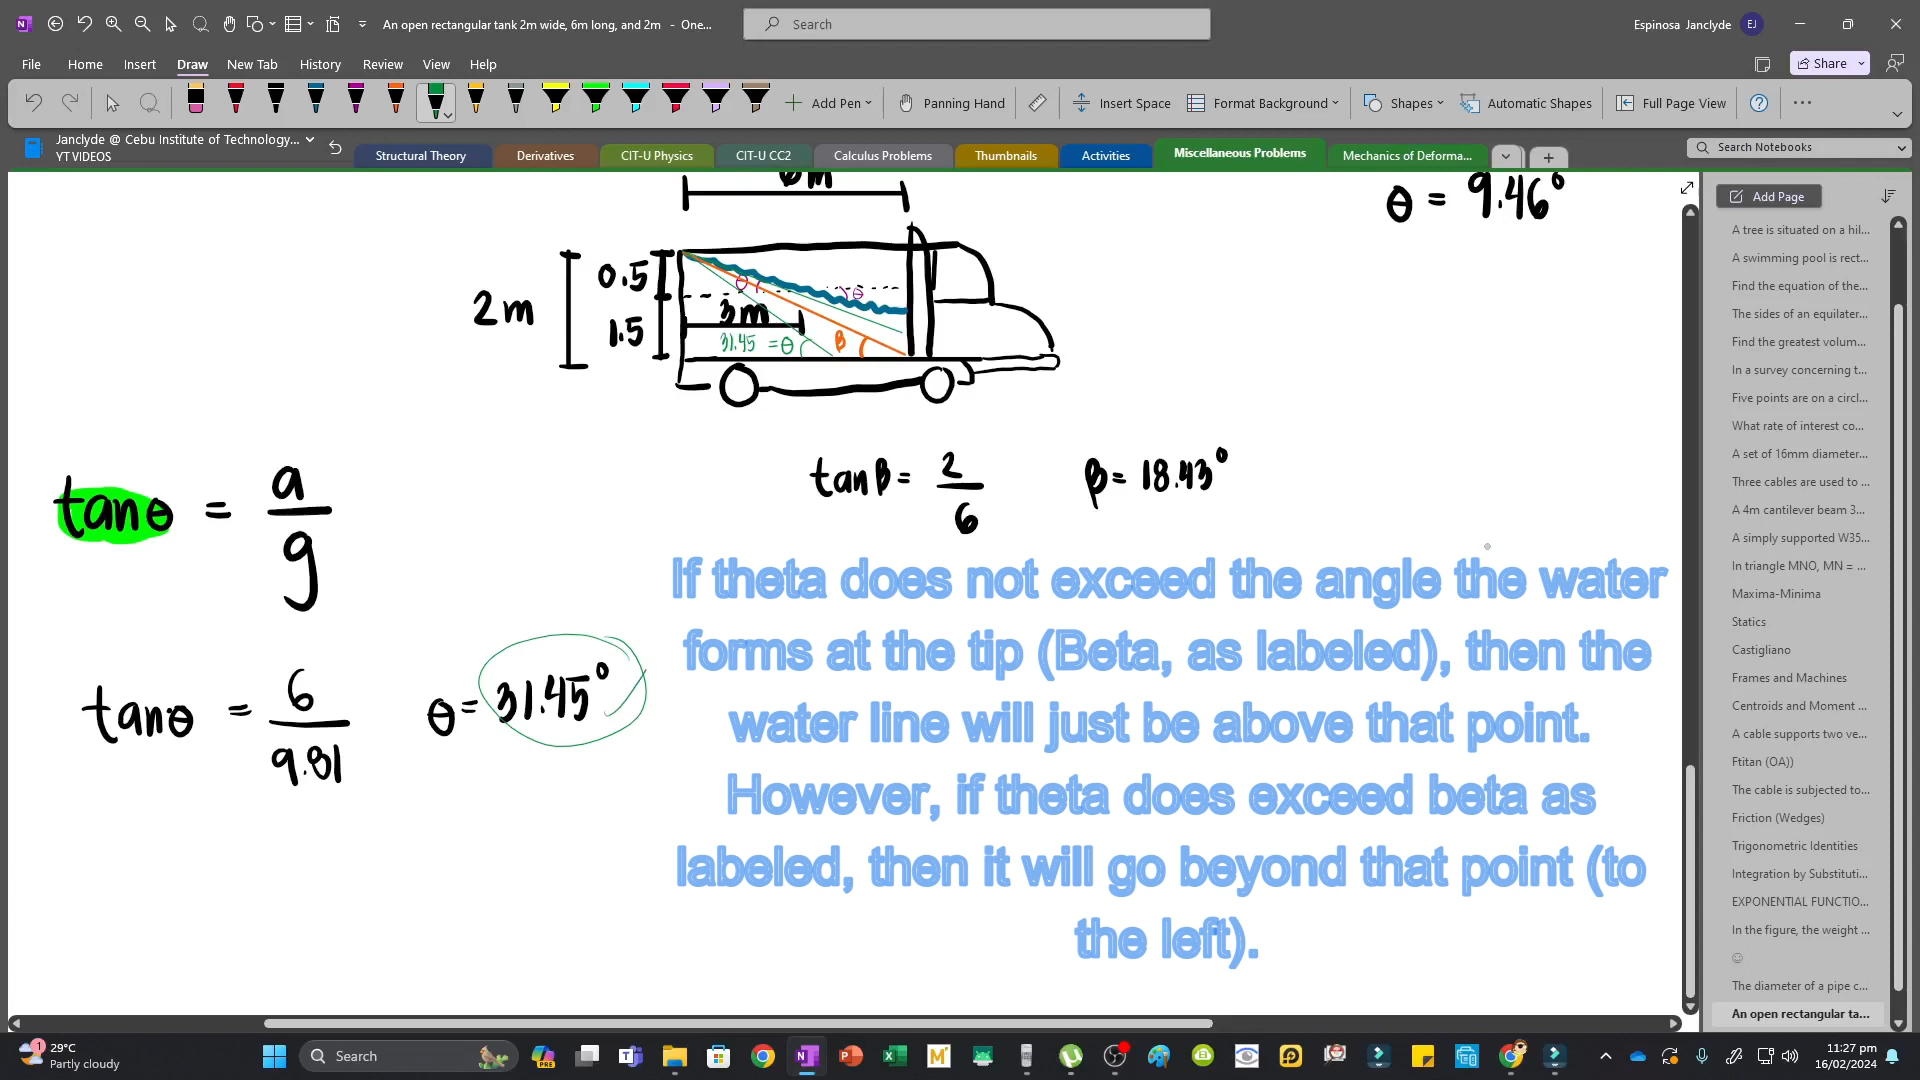 An open rectangular tank 2m wide, 6m long, and 2m - One...
Search
Espinosa Janclyde
EJ
File
Home
Insert
Draw
New Tab
History
Review
View
Help
Share
Add Pen
Panning Hand
Insert Space
Format Background
Shapes
Automatic Shapes
Full Page View
Janclyde @ Cebu Institute of Technology...
YT VIDEOS
Structural Theory
Derivatives
CIT-U Physics
CIT-U CC2
Calculus Problems
Thumbnails
Activities
Miscellaneous Problems
Mechanics of Deforma...
Search Notebooks
6m
θ = 9.46°
2m
0.5
1.5
θ
θ
3m
31.45 = θ
β
tanβ = 2/6
β = 18.43°
tanθ = a/g
tanθ = 6/9.81
θ = 31.45°
If theta does not exceed the angle the water
forms at the tip (Beta, as labeled), then the
water line will just be above that point.
However, if theta does exceed beta as
labeled, then it will go beyond that point (to
the left).
Add Page
A tree is situated on a hil...
A swimming pool is rect...
Find the equation of the...
The sides of an equilater...
Find the greatest volum...
In a survey concerning t...
Five points are on a circl...
What rate of interest co...
A set of 16mm diameter...
Three cables are used to ...
A 4m cantilever beam 3...
A simply supported W35...
In triangle MNO, MN = ...
Maxima-Minima
Statics
Castigliano
Frames and Machines
Centroids and Moment ...
A cable supports two ve...
Ftitan (OA))
The cable is subjected to...
Friction (Wedges)
Trigonometric Identities
Integration by Substituti...
EXPONENTIAL FUNCTIO...
In the figure, the weight ...
The diameter of a pipe c...
An open rectangular ta...
1
29°C
Partly cloudy
Search
PRE
11:27 pm
16/02/2024